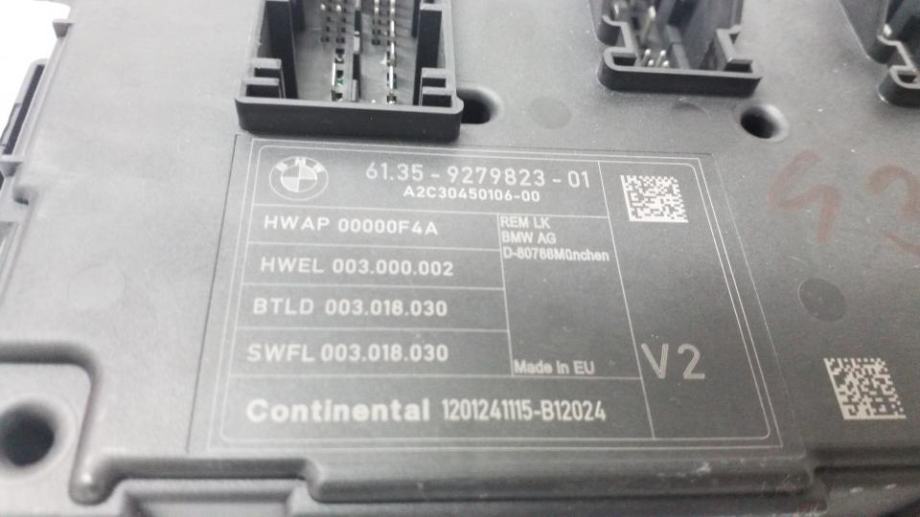 BMW
61.35 - 9279823 - 01
A2C30450106-00
HWAP 00000F4A
HWEL 003.000.002
BTLD 003.018.030
SWFL 003.018.030
REM LK
BMW AG
D-80788München
Made in EU
V2
Continental 1201241115-B12024